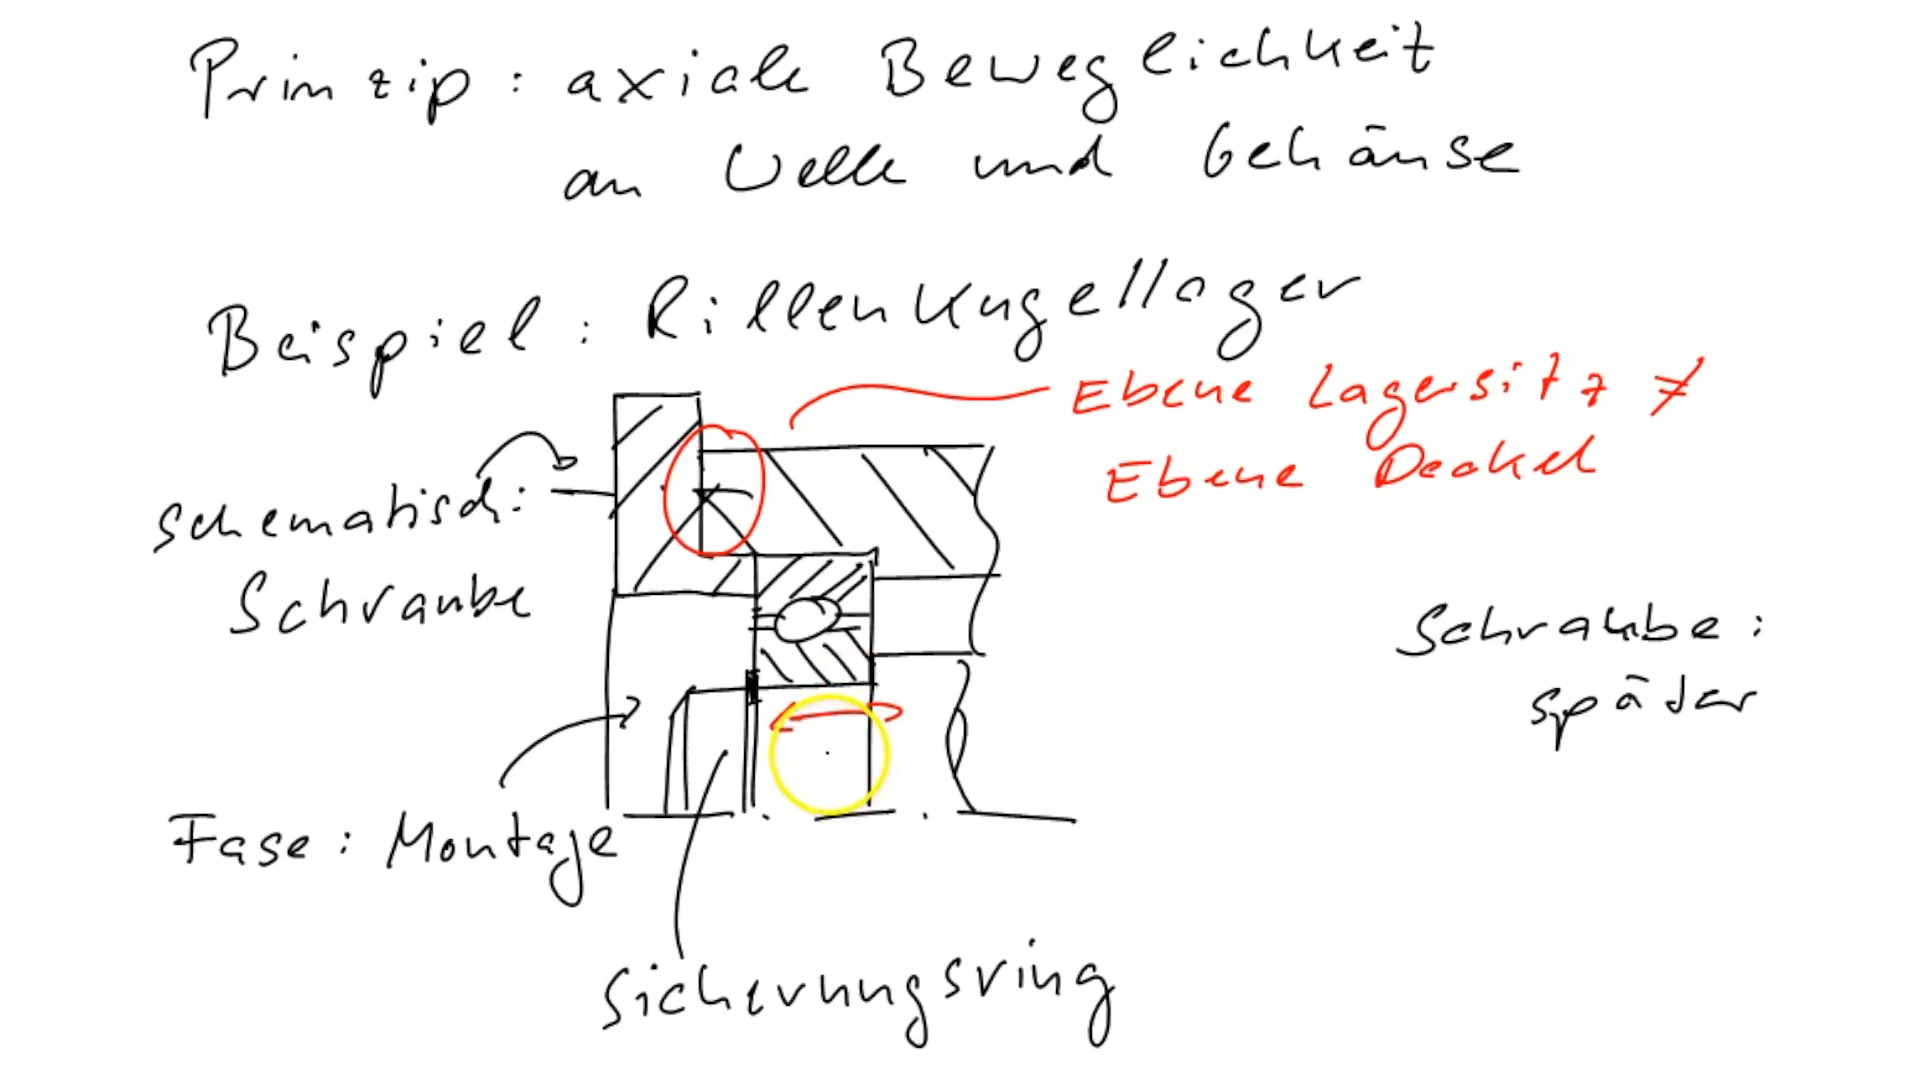 Prinzip: axiale Beweglichkeit
an Welle und Gehäuse
Beispiel: Rillenkugellager
Ebene Lagersitz ≠
Ebene Deckel
schematisch:
Schraube
Schraube:
später
Fase: Montage
Sicherungsring